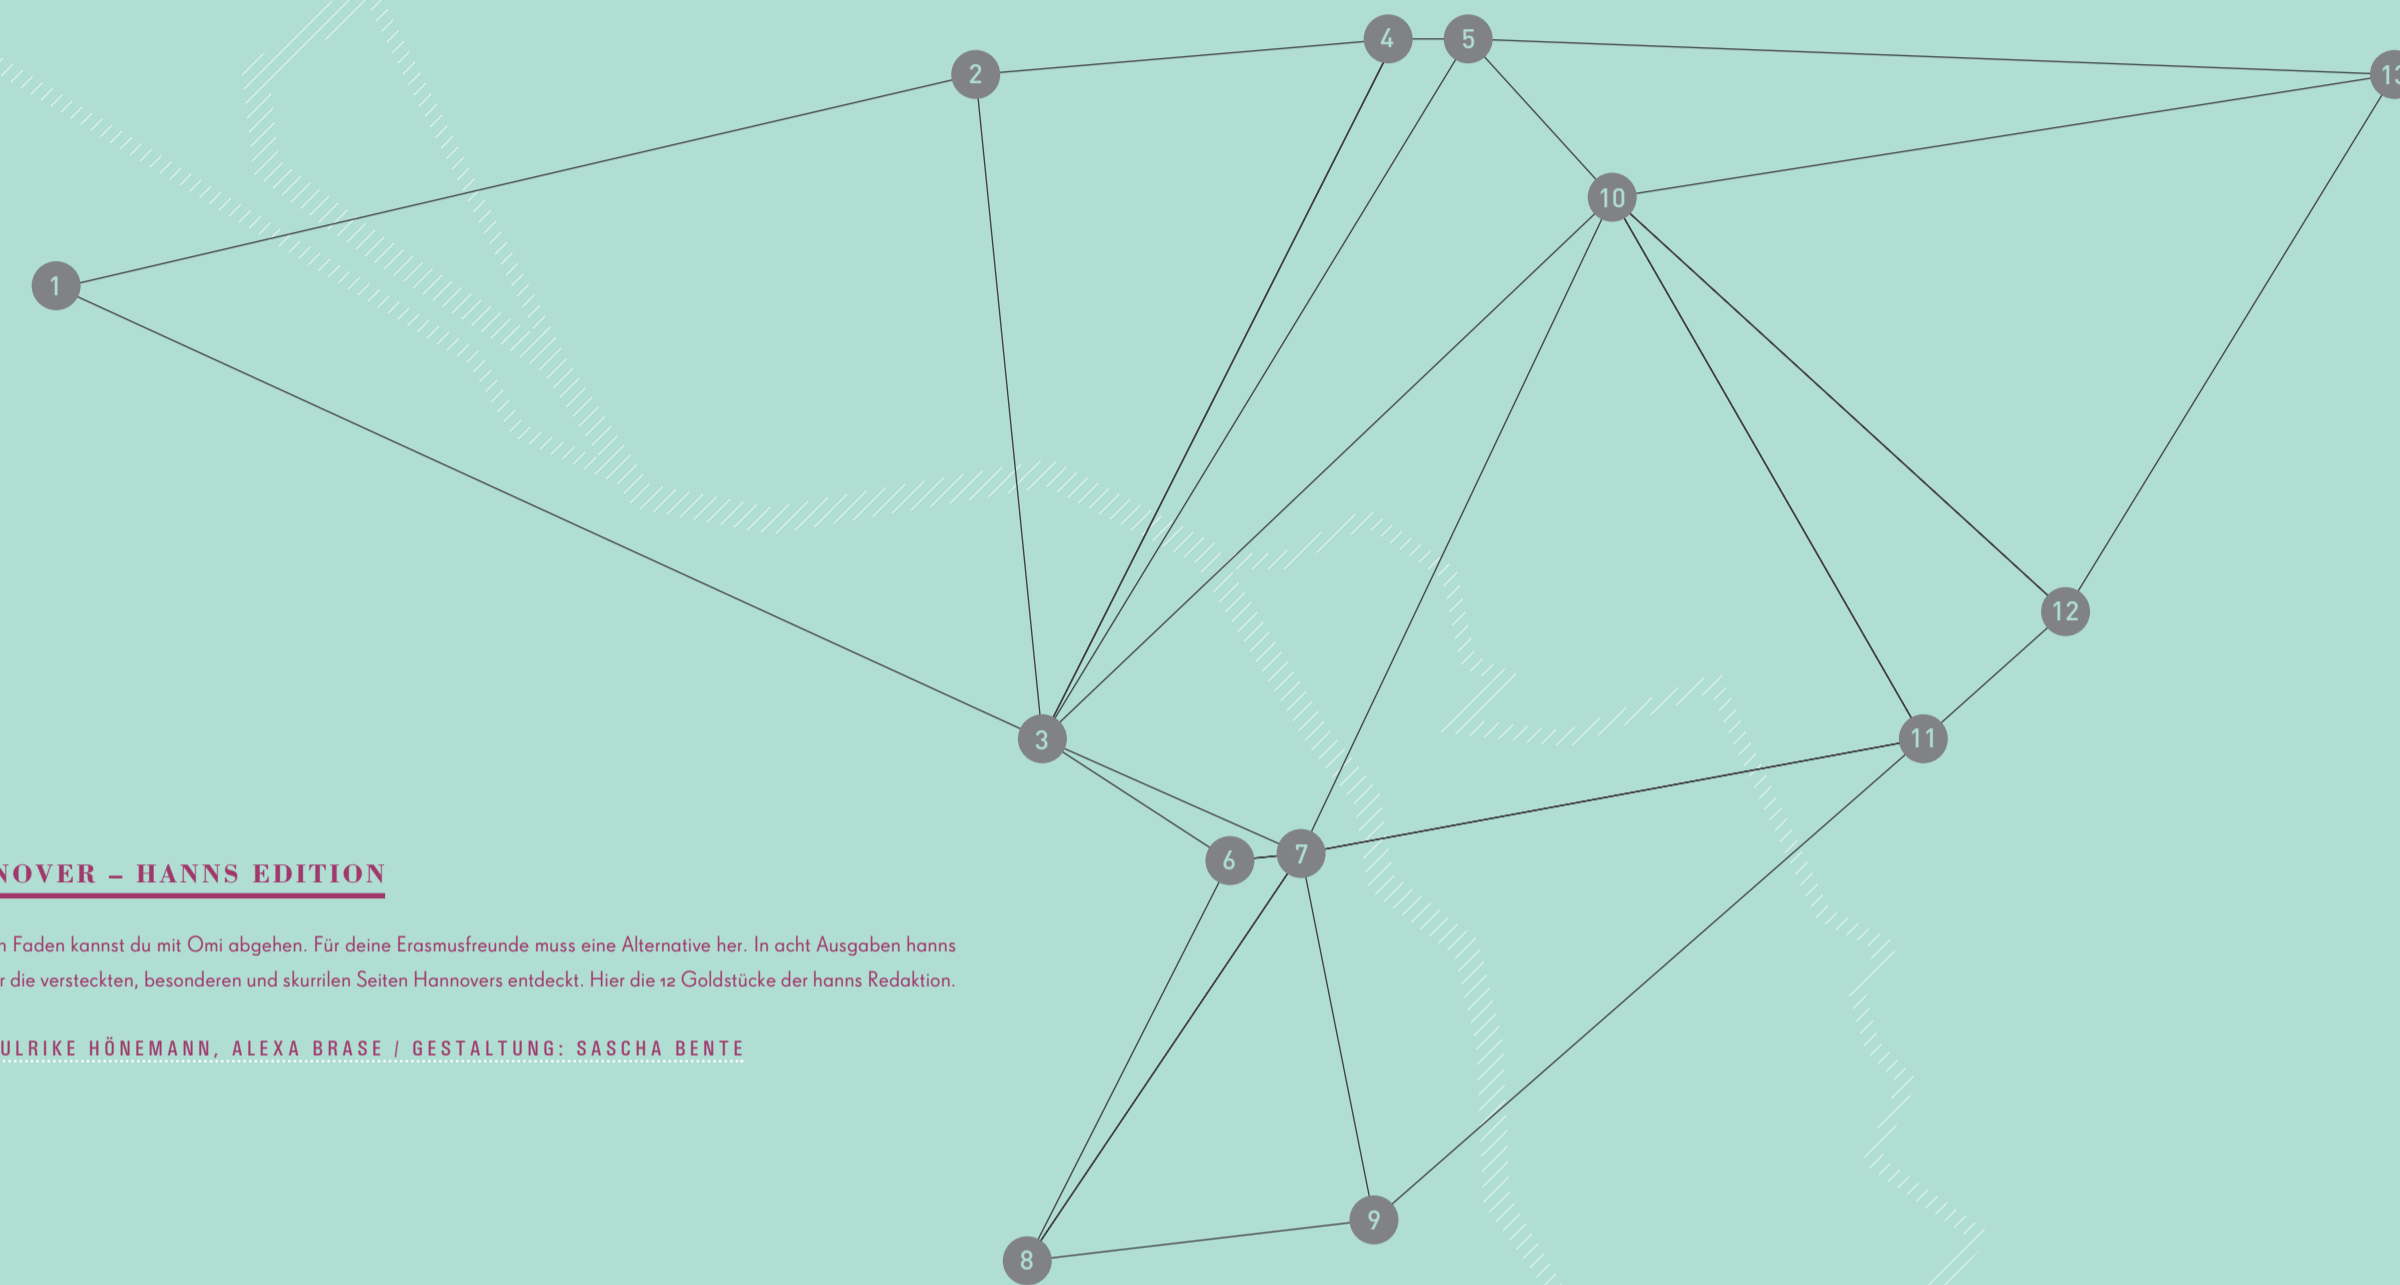 4 5
2 13
10
1
12
3 11
6 7
NOVER – HANNS EDITION
n Faden kannst du mit Omi abgehen. Für deine Erasmusfreunde muss eine Alternative her. In acht Ausgaben hanns
r die versteckten, besonderen und skurrilen Seiten Hannovers entdeckt. Hier die 12 Goldstücke der hanns Redaktion.
ULRIKE HÖNEMANN, ALEXA BRASE / GESTALTUNG: SASCHA BENTE
9
8